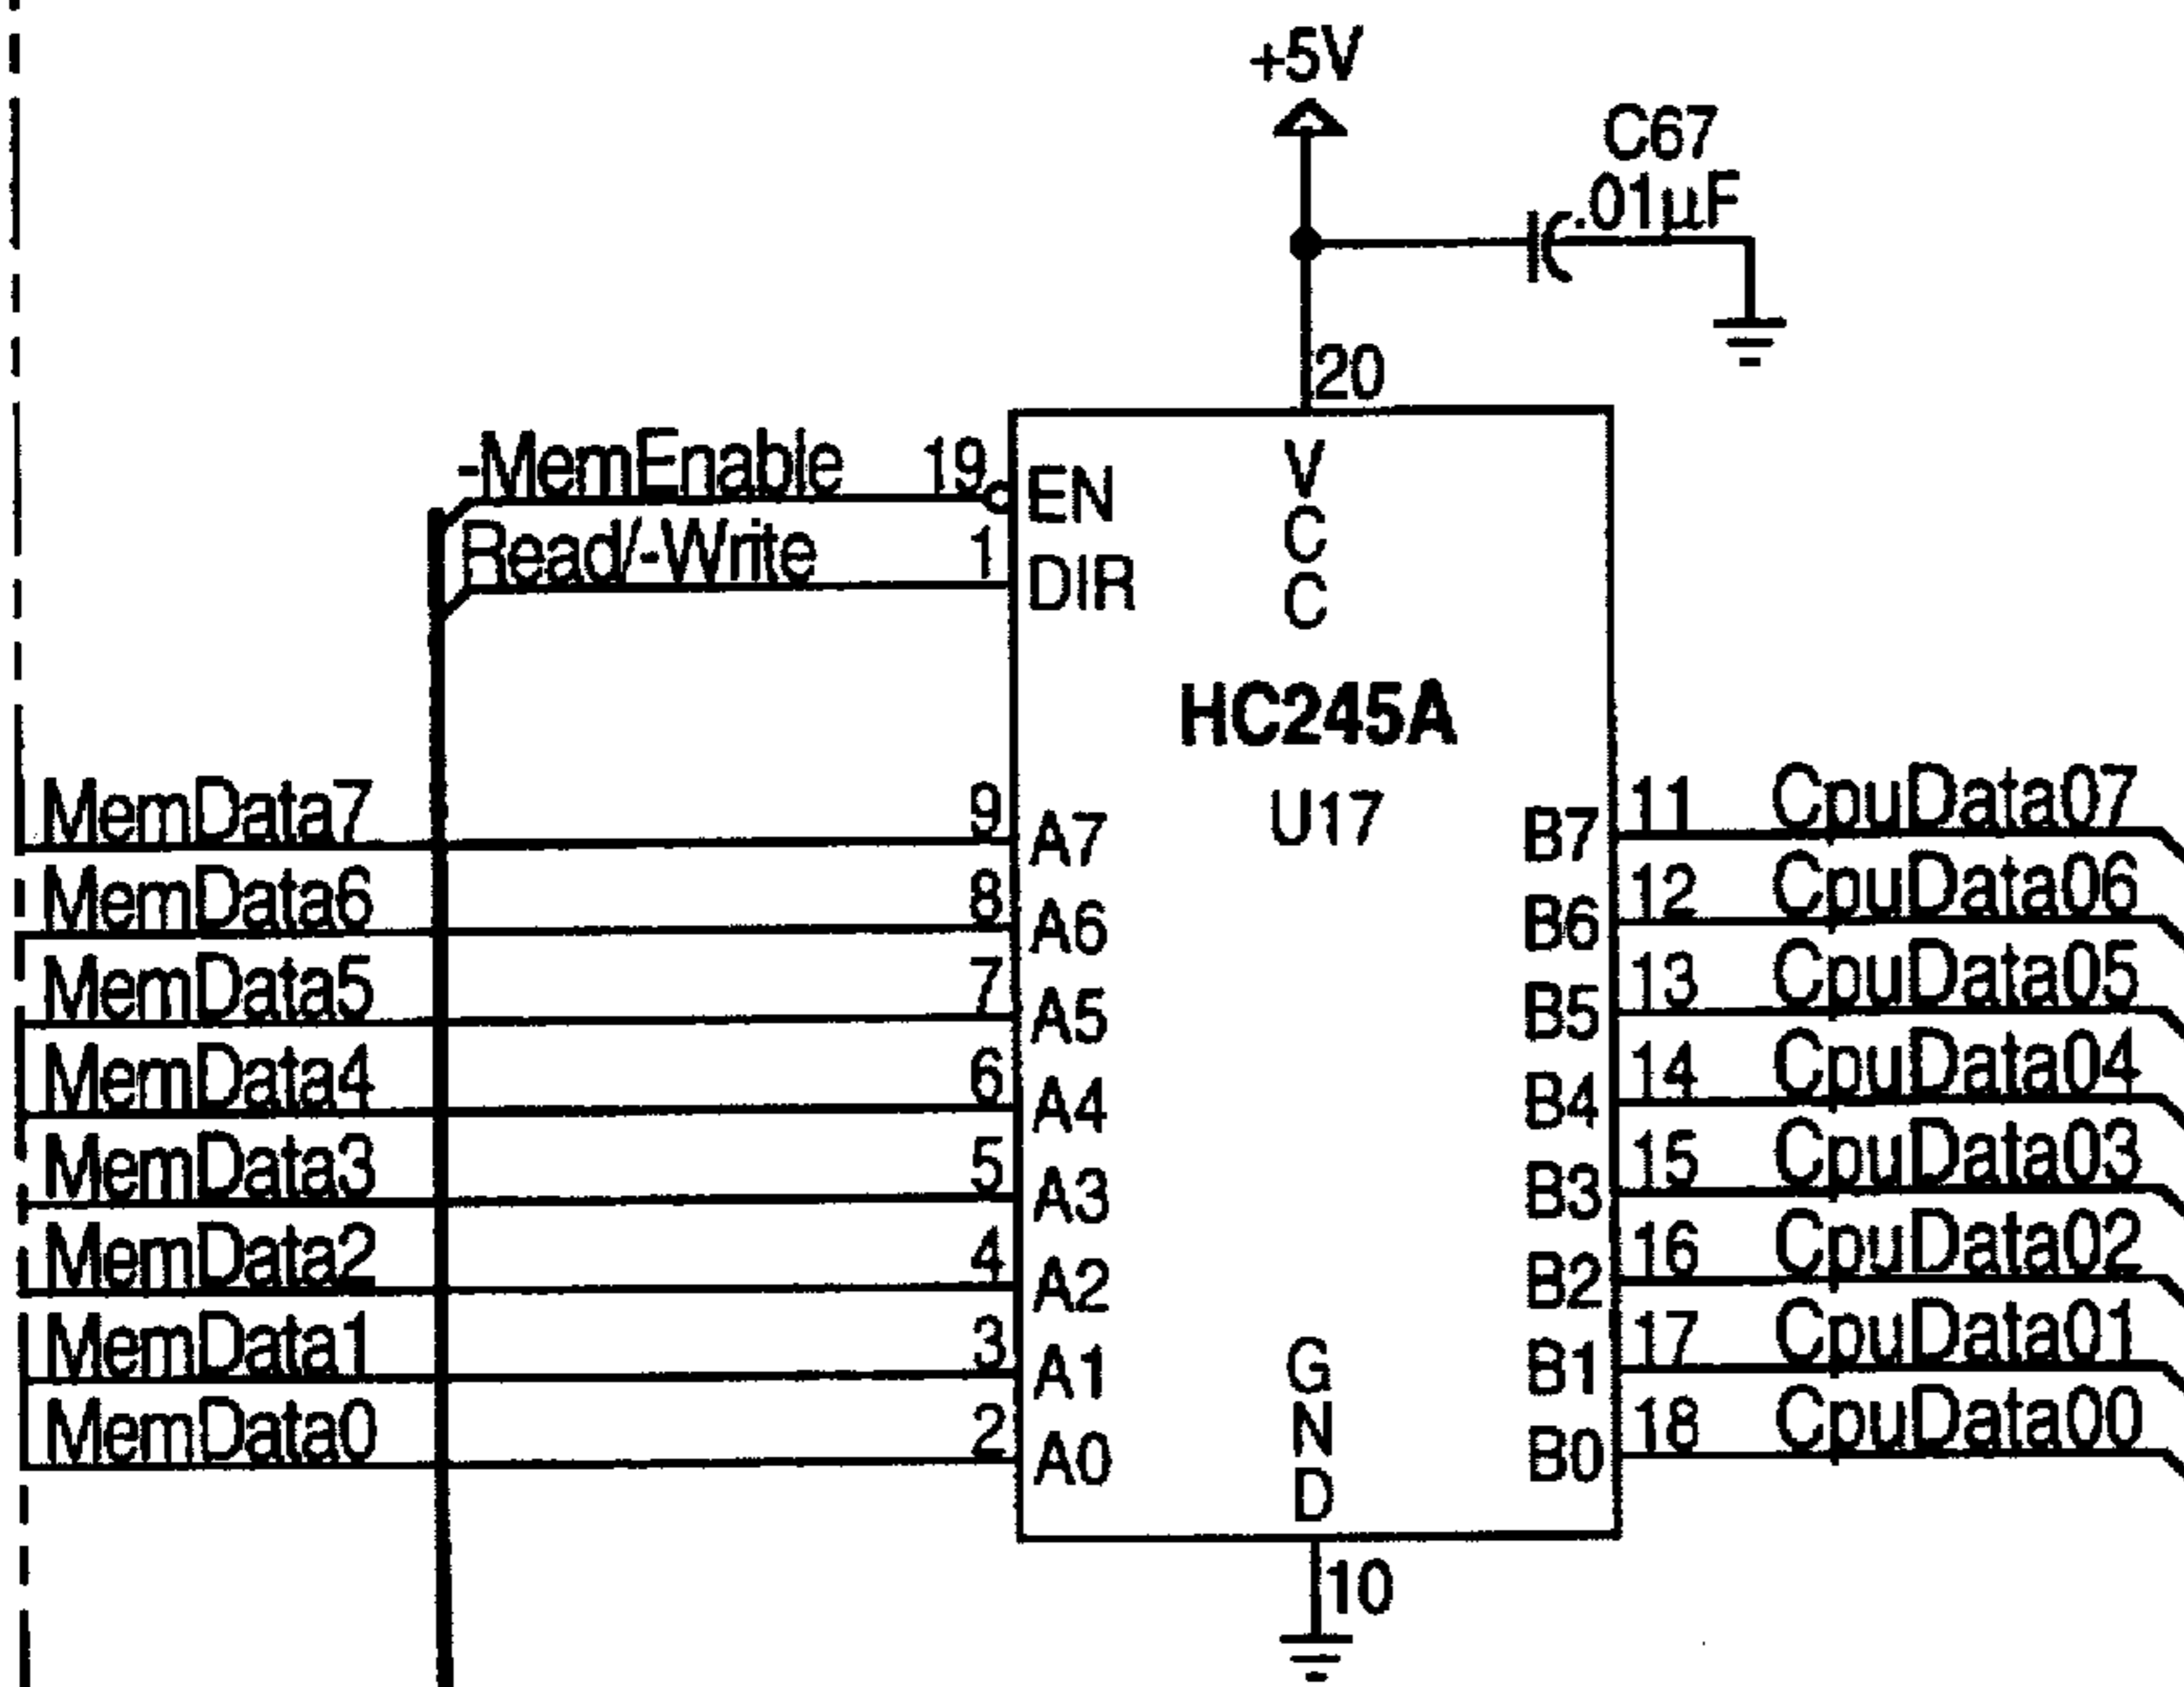 +5V
C67
.01µF
20
-MemEnable 19 EN
Read/-Write 1 DIR
VCC
HC245A
U17
MemData7 9 A7 B7 11 CpuData07
MemData6 8 A6 B6 12 CpuData06
MemData5 7 A5 B5 13 CpuData05
MemData4 6 A4 B4 14 CpuData04
MemData3 5 A3 B3 15 CpuData03
MemData2 4 A2 B2 16 CpuData02
MemData1 3 A1 B1 17 CpuData01
MemData0 2 A0 B0 18 CpuData00
GND
10